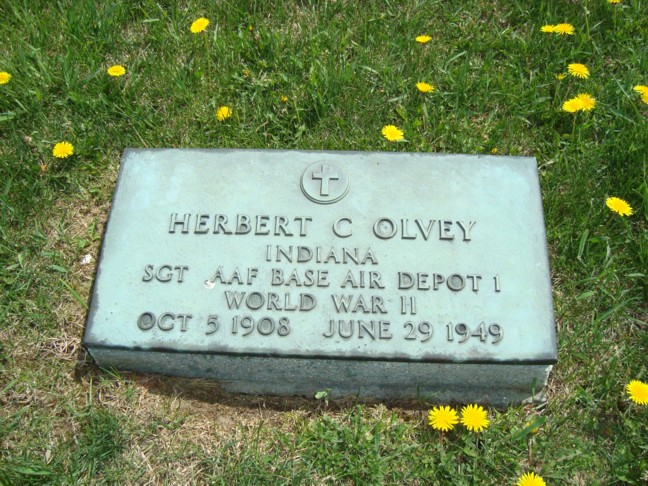 HERBERT C OLVEY
INDIANA
SGT AAF BASE AIR DEPOT 1
WORLD WAR II
OCT 5 1908 JUNE 29 1949